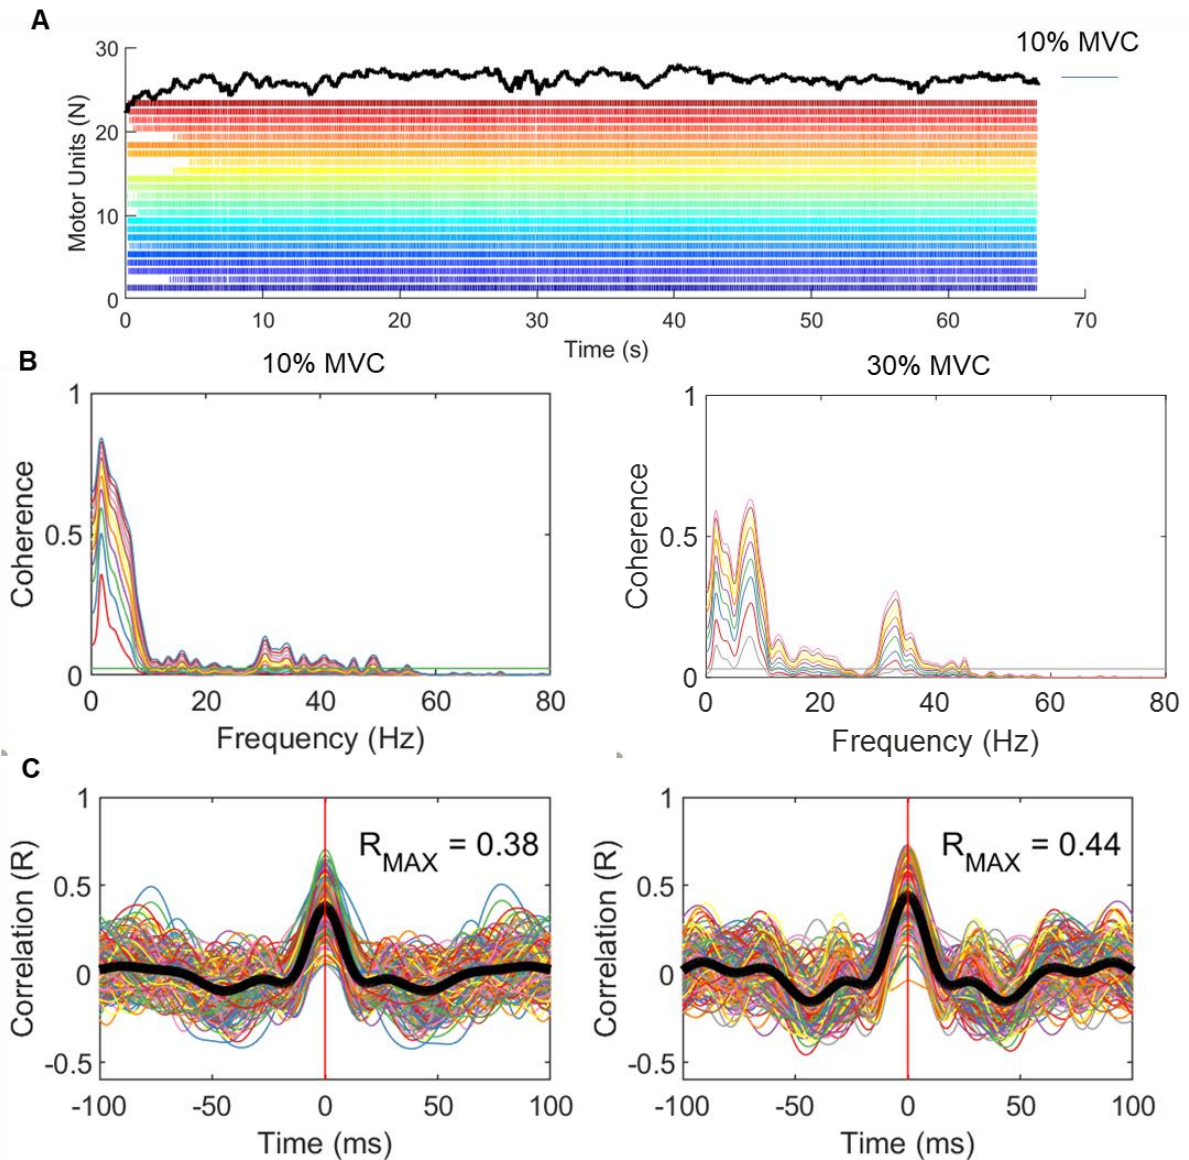 A
10% MVC
30
20
10
0
Motor Units (N)
0 10 20 30 40 50 60 70
Time (s)
B
10% MVC
30% MVC
1
0.5
0
Coherence
0 20 40 60 80
Frequency (Hz)
1
0.5
0
Coherence
0 20 40 60 80
Frequency (Hz)
C
1
0.5
0
-0.5
Correlation (R)
RMAX = 0.38
-100 -50 0 50 100
Time (ms)
1
0.5
0
-0.5
Correlation (R)
RMAX = 0.44
-100 -50 0 50 100
Time (ms)